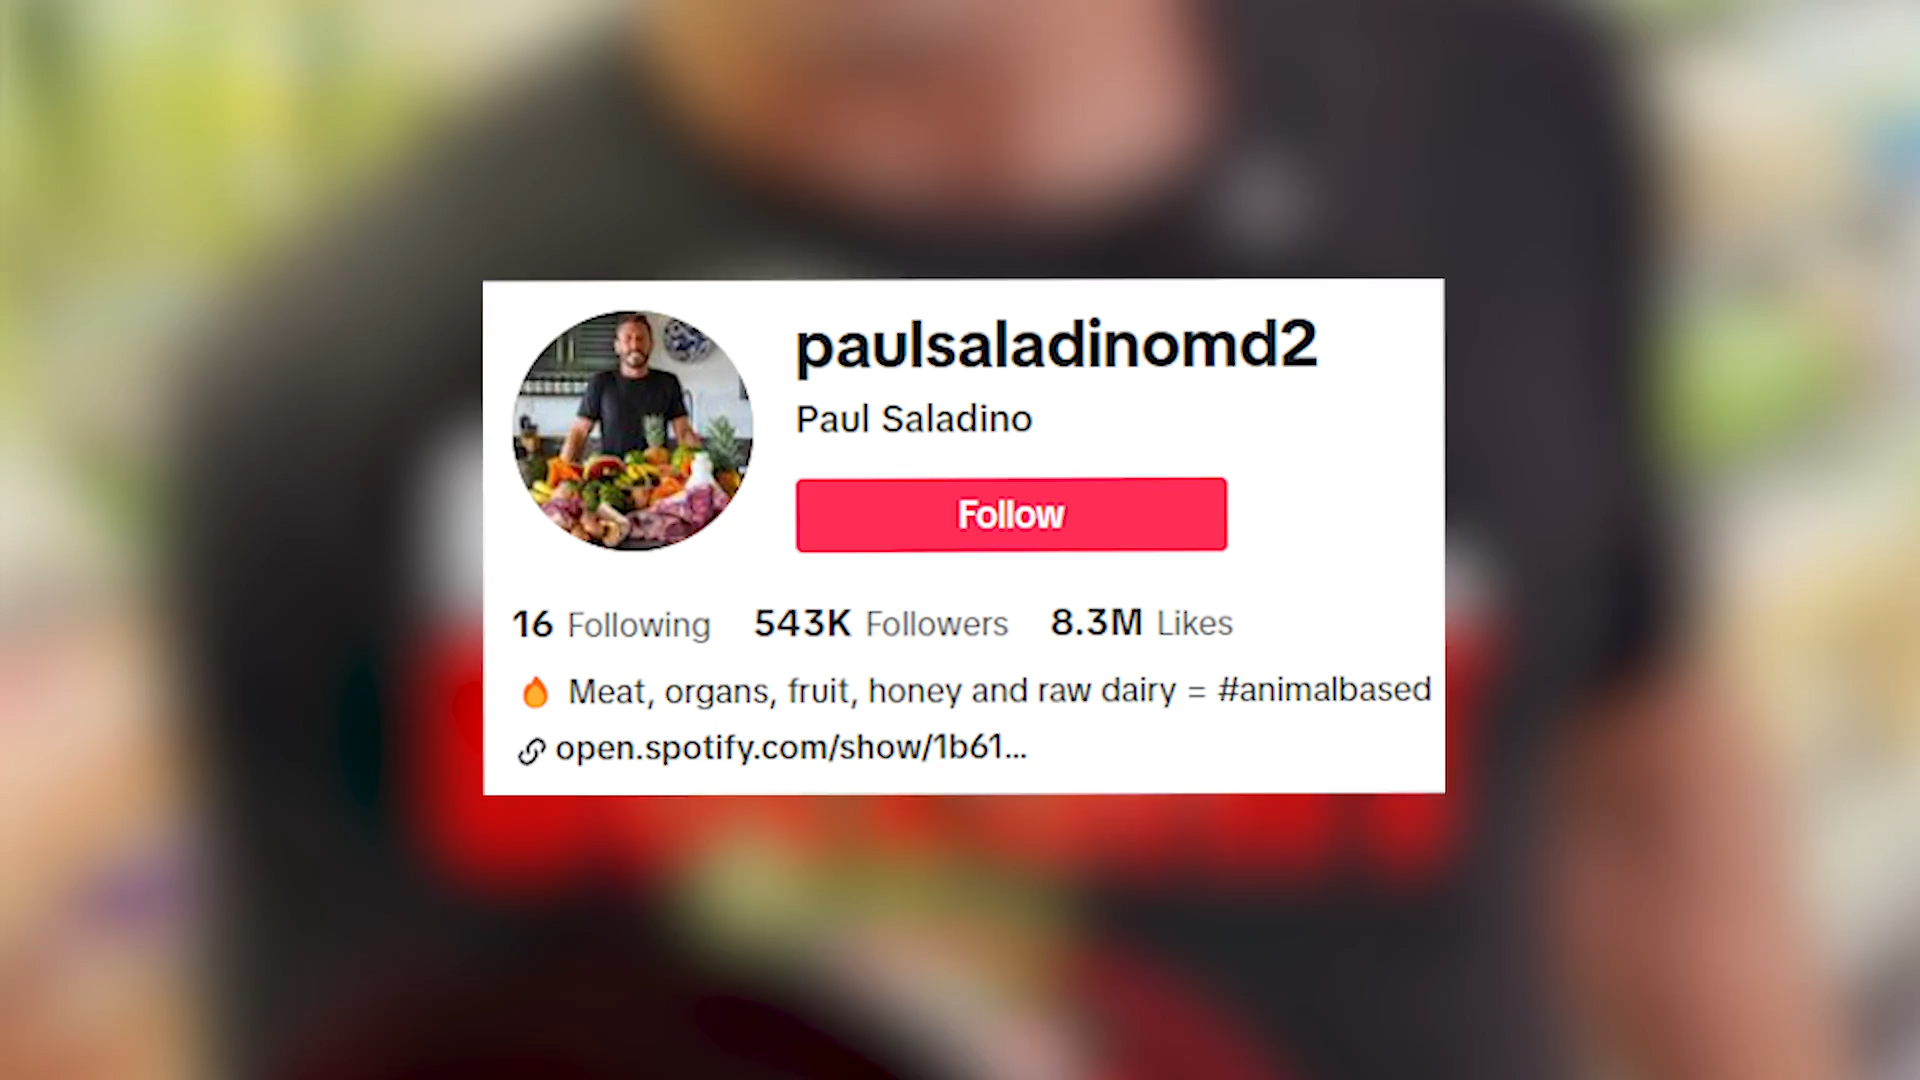 paulsaladinomd2
Paul Saladino
Follow
16 Following 543K Followers 8.3M Likes
🔥 Meat, organs, fruit, honey and raw dairy = #animalbased
open.spotify.com/show/1b61...